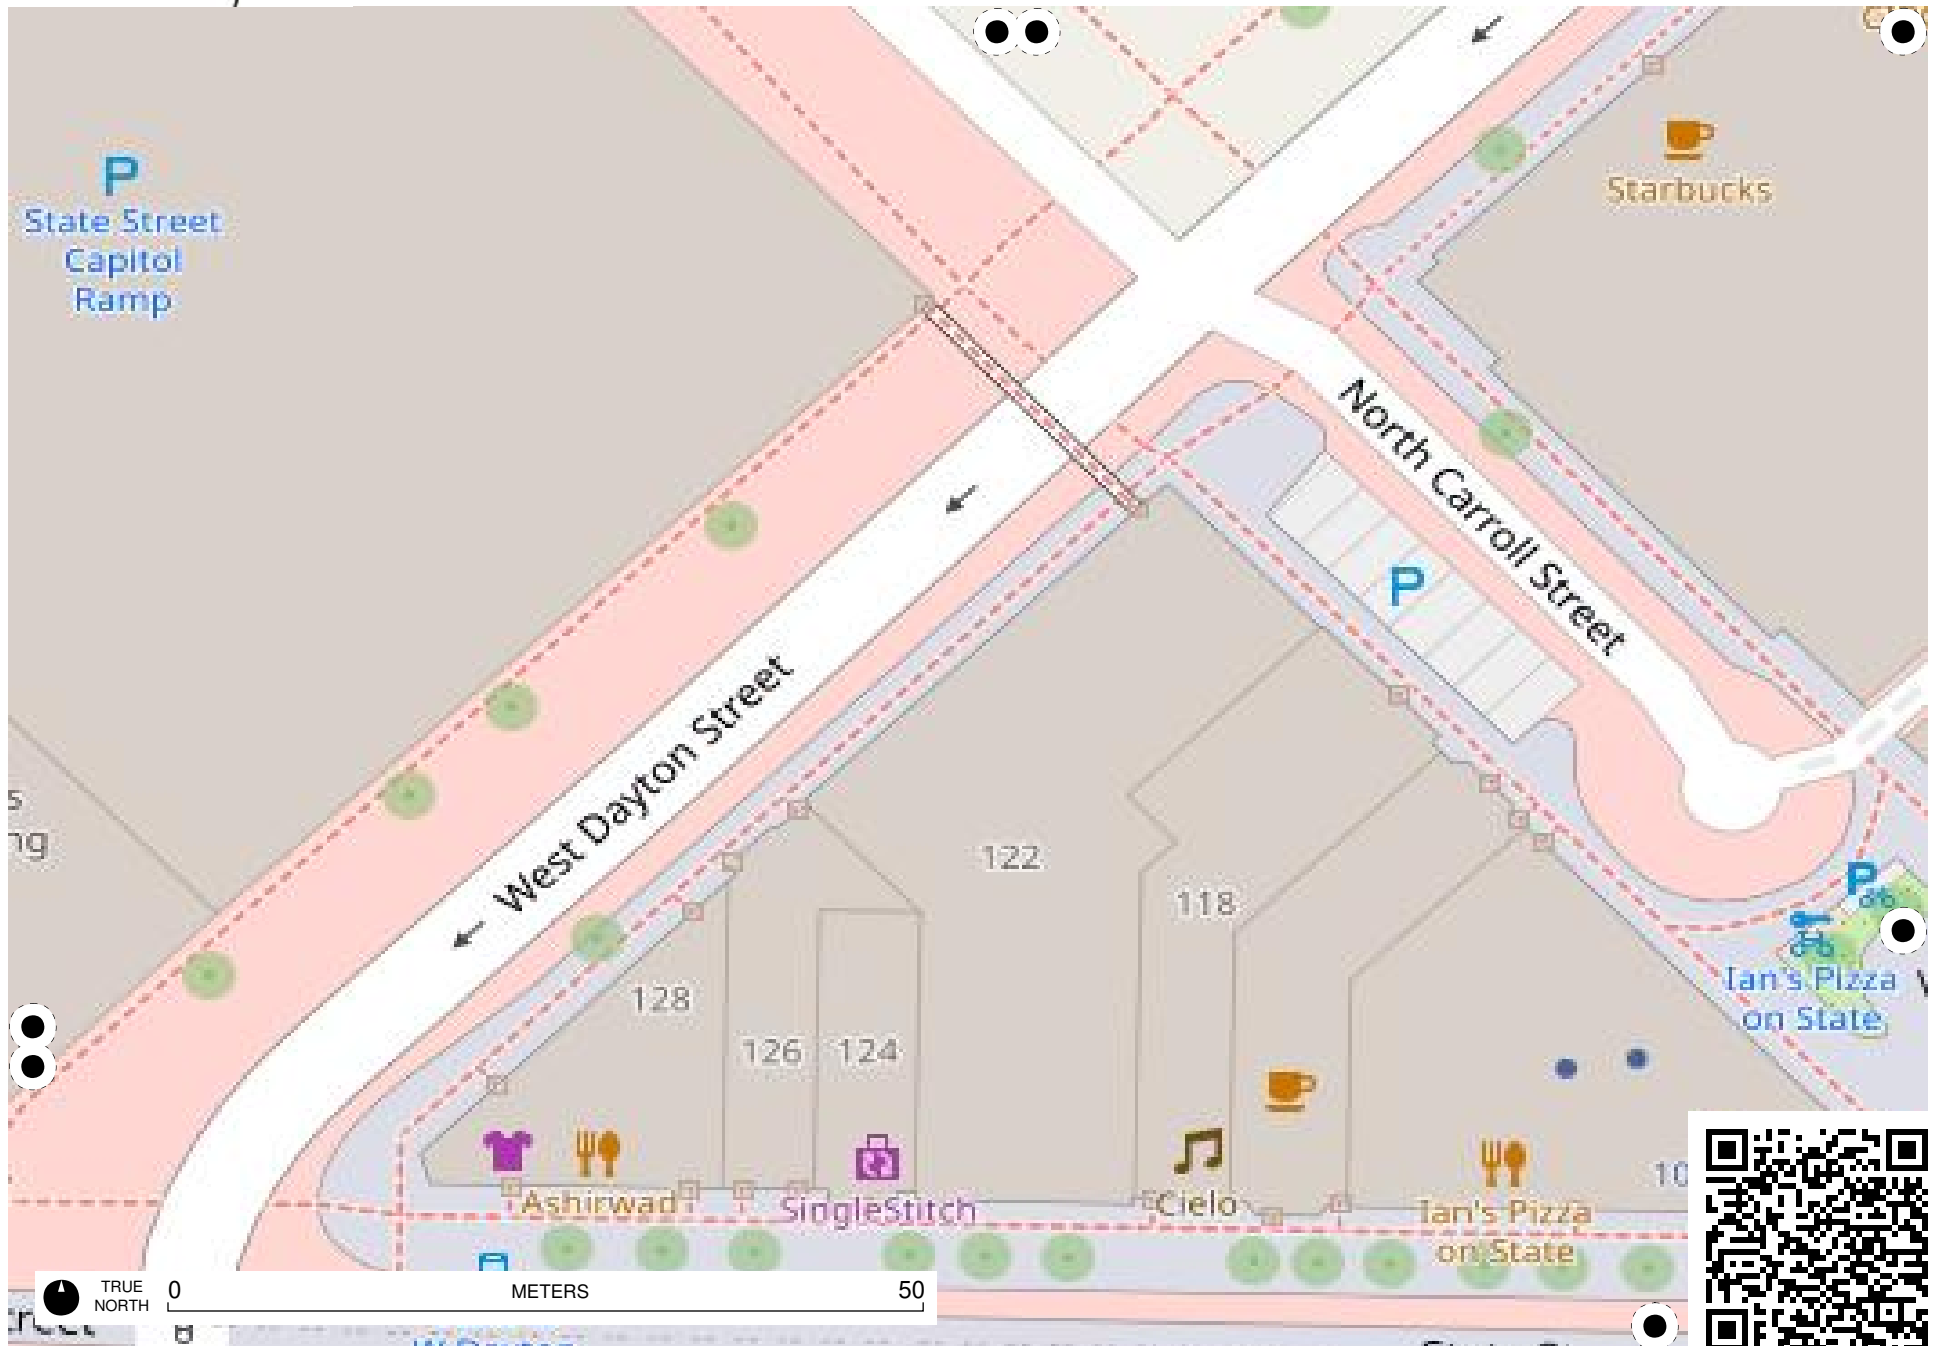 P
State Street
Capitol
Ramp
Starbucks
North Carroll Street
P
West Dayton Street
122
118
128
126
124
P
Ian's Pizza
on State
Ashirwad
SingleStitch
Cielo
Ian's Pizza
on State
TRUE
NORTH
0
METERS
50